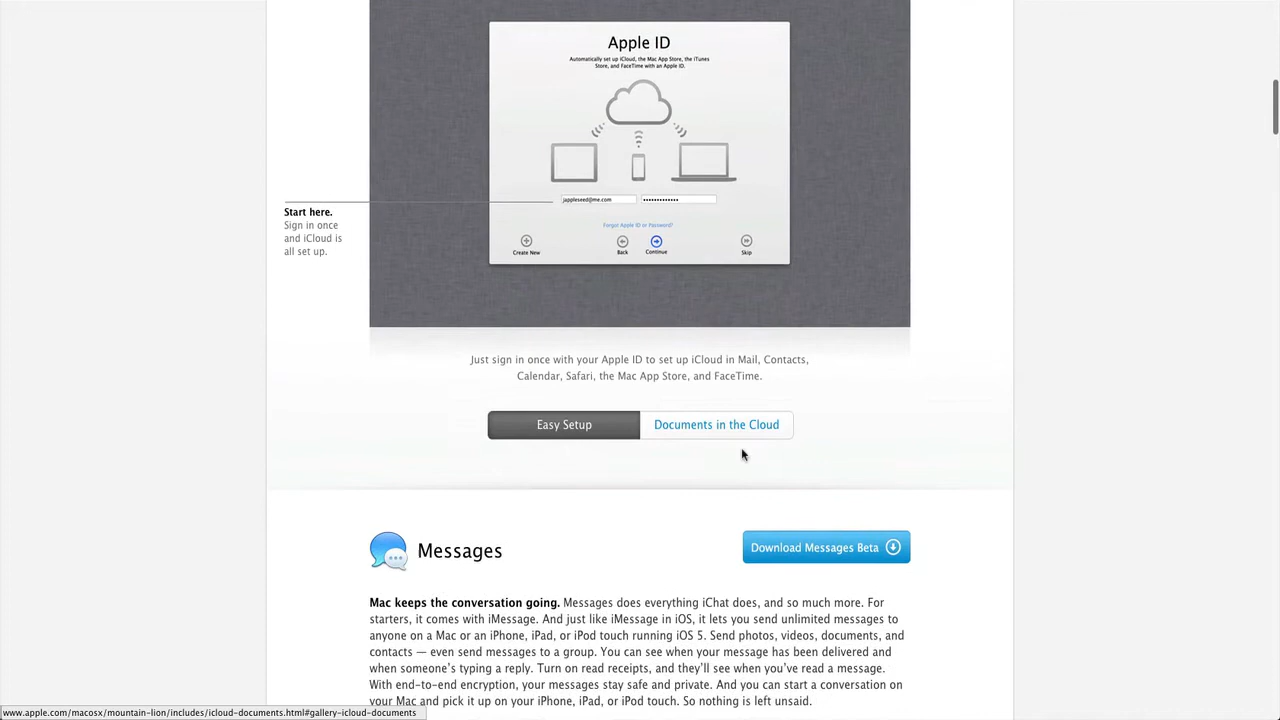 Apple ID
Automatically set up iCloud, the Mac App Store, the iTunes
Store, and FaceTime with an Apple ID.
jappleseed@me.com
Forgot Apple ID or Password?
Create New
Back
Continue
Skip
Start here.
Sign in once
and iCloud is
all set up.
Just sign in once with your Apple ID to set up iCloud in Mail, Contacts,
Calendar, Safari, the Mac App Store, and FaceTime.
Easy Setup
Documents in the Cloud
Messages
Download Messages Beta
Mac keeps the conversation going. Messages does everything iChat does, and so much more. For
starters, it comes with iMessage. And just like iMessage in iOS, it lets you send unlimited messages to
anyone on a Mac or an iPhone, iPad, or iPod touch running iOS 5. Send photos, videos, documents, and
contacts — even send messages to a group. You can see when your message has been delivered and
when someone's typing a reply. Turn on read receipts, and they'll see when you've read a message.
With end-to-end encryption, your messages stay safe and private. And you can start a conversation on
your Mac and pick it up on your iPhone, iPad, or iPod touch. So nothing is left unsaid.
www.apple.com/macosx/mountain-lion/includes/icloud-documents.html#gallery-icloud-documents